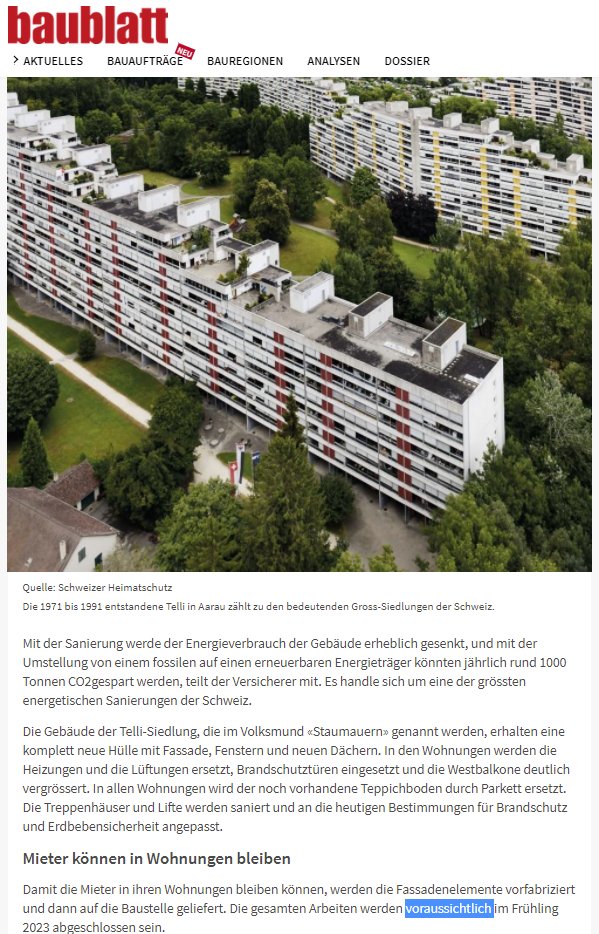 baublatt
NEU
AKTUELLES BAUAUFTRÄGE BAUREGIONEN ANALYSEN DOSSIER
Quelle: Schweizer Heimatschutz
Die 1971 bis 1991 entstandene Telli in Aarau zählt zu den bedeutenden Gross-Siedlungen der Schweiz.
Mit der Sanierung werde der Energieverbrauch der Gebäude erheblich gesenkt, und mit der
Umstellung von einem fossilen auf einen erneuerbaren Energieträger könnten jährlich rund 1000
Tonnen CO2gespart werden, teilt der Versicherer mit. Es handle sich um eine der grössten
energetischen Sanierungen der Schweiz.
Die Gebäude der Telli-Siedlung, die im Volksmund «Staumauern» genannt werden, erhalten eine
komplett neue Hülle mit Fassade, Fenstern und neuen Dächern. In den Wohnungen werden die
Heizungen und die Lüftungen ersetzt, Brandschutztüren eingesetzt und die Westbalkone deutlich
vergrössert. In allen Wohnungen wird der noch vorhandene Teppichboden durch Parkett ersetzt.
Die Treppenhäuser und Lifte werden saniert und an die heutigen Bestimmungen für Brandschutz
und Erdbebensicherheit angepasst.
Mieter können in Wohnungen bleiben
Damit die Mieter in ihren Wohnungen bleiben können, werden die Fassadenelemente vorfabriziert
und dann auf die Baustelle geliefert. Die gesamten Arbeiten werden voraussichtlich im Frühling
2023 abgeschlossen sein.